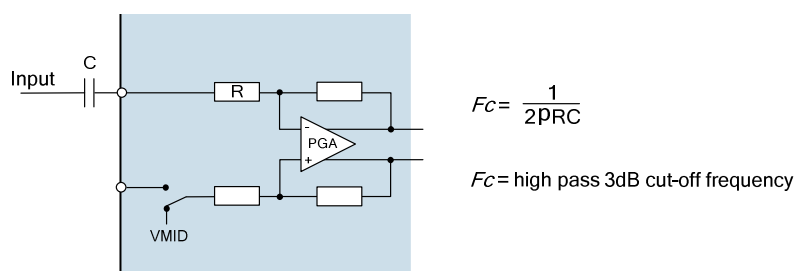 C
Input
R
-
PGA
+
VMID
Fc = 1
2pRC
Fc = high pass 3dB cut-off frequency